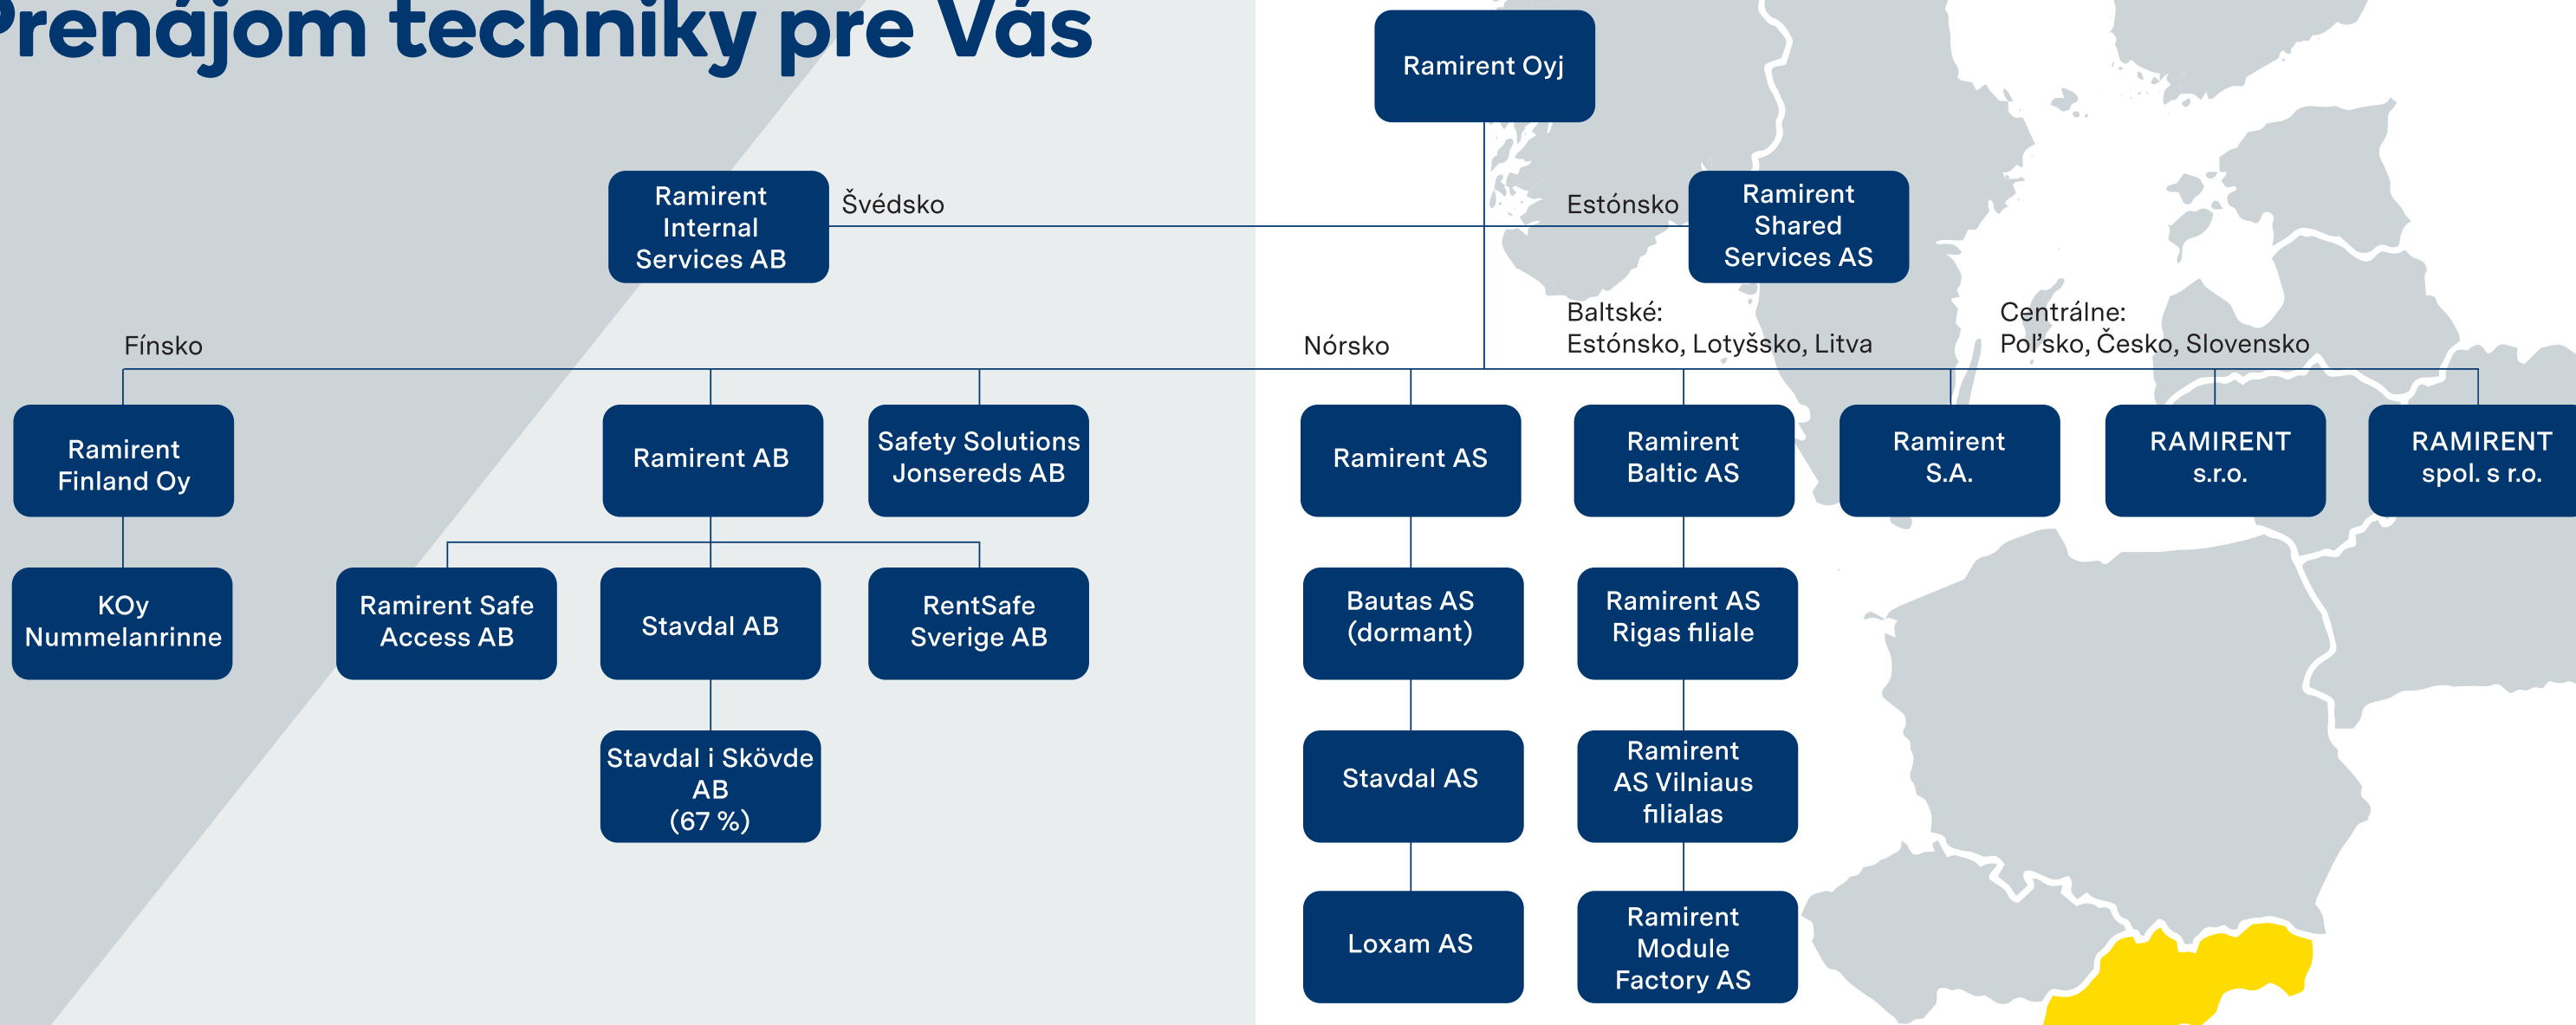 Prenájom techniky pre Vás
Ramirent Oyj
Ramirent
Internal
Services AB
Švédsko
Estónsko
Ramirent
Shared
Services AS
Fínsko
Nórsko
Baltské:
Estónsko, Lotyšsko, Litva
Centrálne:
Poľsko, Česko, Slovensko
Ramirent
Finland Oy
Ramirent AB
Safety Solutions
Jonsereds AB
Ramirent AS
Ramirent
Baltic AS
Ramirent
S.A.
RAMIRENT
s.r.o.
RAMIRENT
spol. s r.o.
KOy
Nummelanrinne
Ramirent Safe
Access AB
Stavdal AB
RentSafe
Sverige AB
Bautas AS
(dormant)
Ramirent AS
Rigas filiale
Stavdal i Skövde
AB
(67 %)
Stavdal AS
Ramirent
AS Vilniaus
filialas
Loxam AS
Ramirent
Module
Factory AS